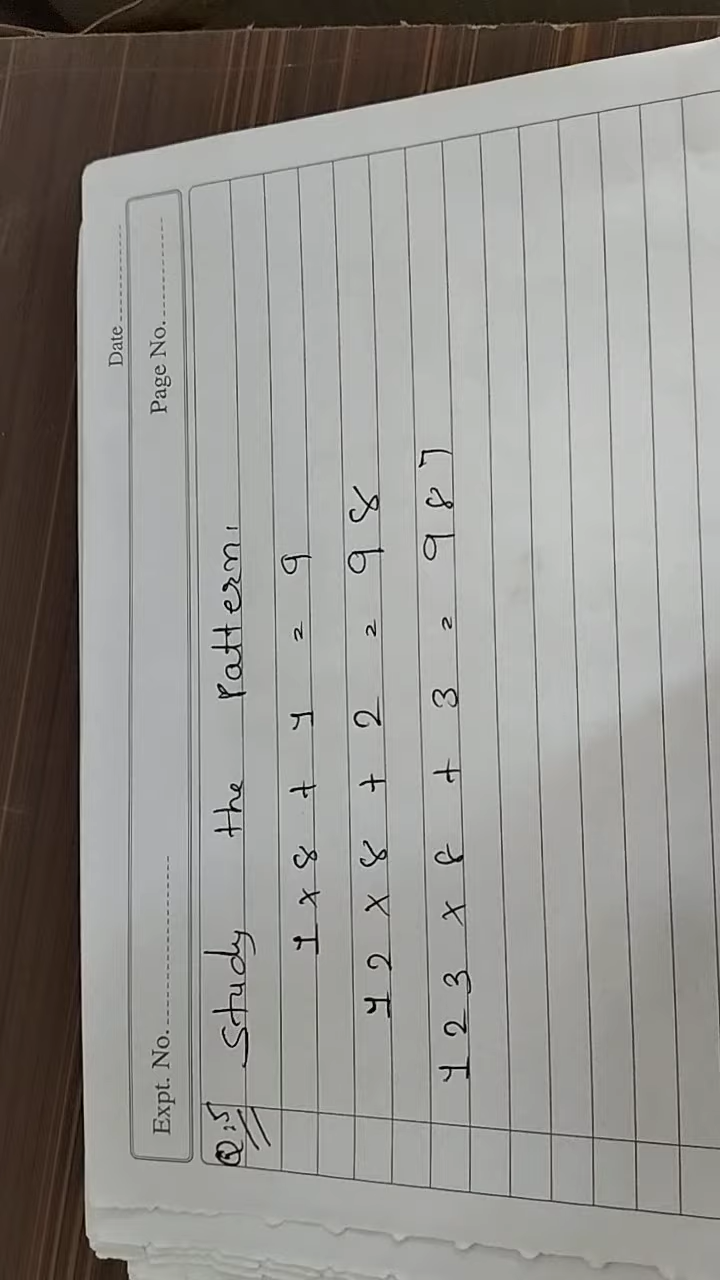 Date
Expt. No.
Page No.
Q:5 Study the Pattern.
1 x 8 + 1 = 9
12 x 8 + 2 = 98
123 x 8 + 3 = 987